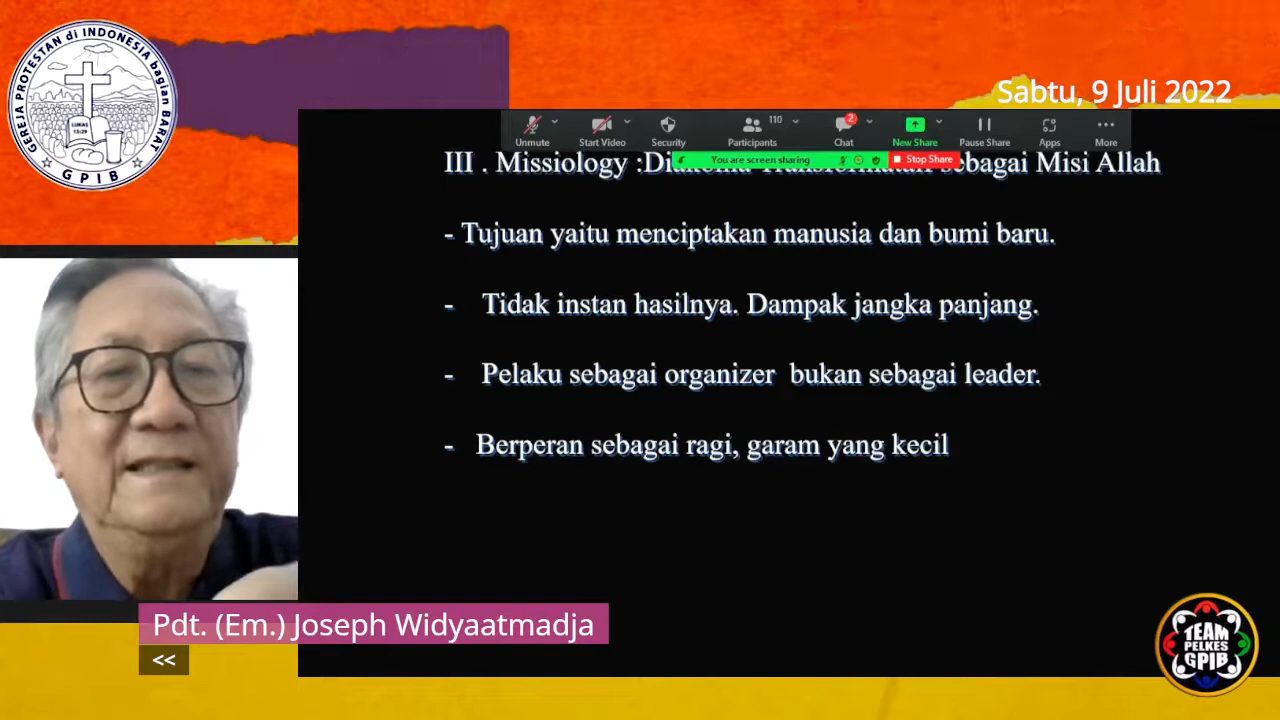 GEREJA PROTESTAN di INDONESIA bagian BARAT
LUKAS
13:29
GPIB
Sabtu, 9 Juli 2022
Unmute
Start Video
Security
Participants
110
Chat
2
New Share
Pause Share
Apps
More
You are screen sharing
Stop Share
III . Missiology : sebagai Misi Allah
- Tujuan yaitu menciptakan manusia dan bumi baru.
- Tidak instan hasilnya. Dampak jangka panjang.
- Pelaku sebagai organizer bukan sebagai leader.
- Berperan sebagai ragi, garam yang kecil
Pdt. (Em.) Joseph Widyaatmadja
<<
TEAM
PELKES
GPIB